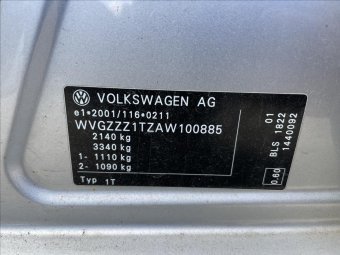 VOLKSWAGEN AG
e1*2001/116*0211
WVGZZZ1TZAW100885
2140 kg
3340 kg
1- 1110 kg
2- 1090 kg
Typ 1T
01
BLS 1822
1440092
0.60